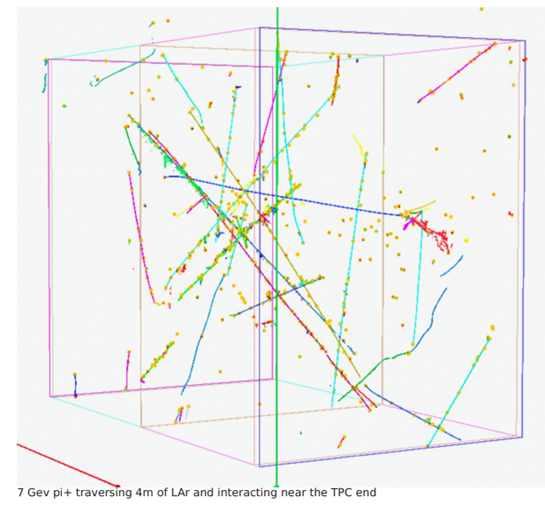 7 Gev pi+ traversing 4m of LAr and interacting near the TPC end